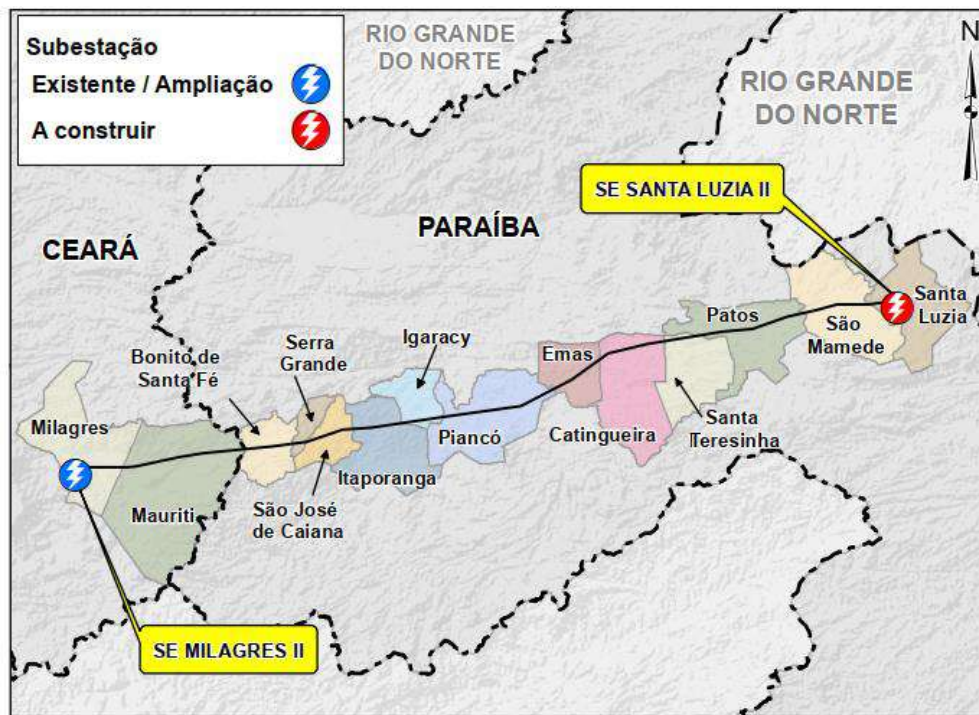 Subestação
Existente / Ampliação
A construir
RIO GRANDE
DO NORTE
RIO GRANDE
DO NORTE
N
SE SANTA LUZIA II
CEARÁ
PARAÍBA
Santa
Luzia
Patos
São
Mamede
Igaracy
Serra
Grande
Bonito de
Santa Fé
Emas
Milagres
Santa
Teresinha
Catingueira
Piancó
Itaporanga
São José
de Caiana
Mauriti
SE MILAGRES II